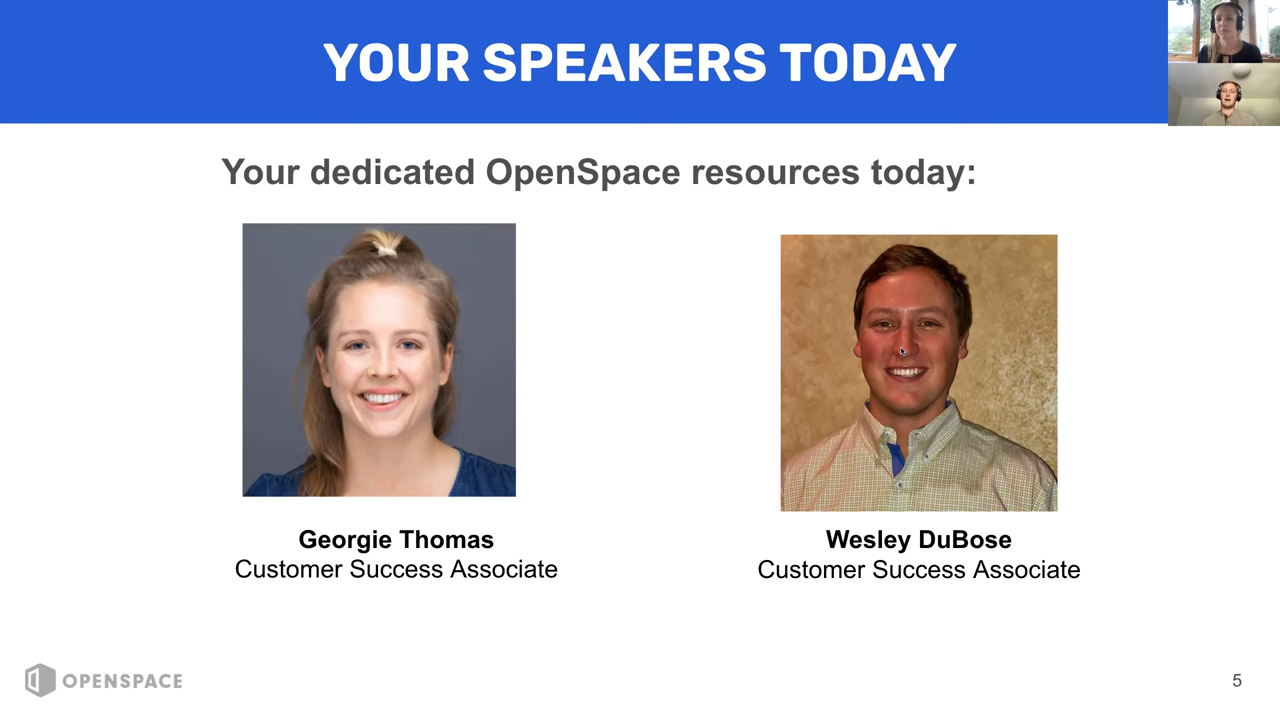 YOUR SPEAKERS TODAY
Your dedicated OpenSpace resources today:
Georgie Thomas
Customer Success Associate
Wesley DuBose
Customer Success Associate
OPENSPACE
5